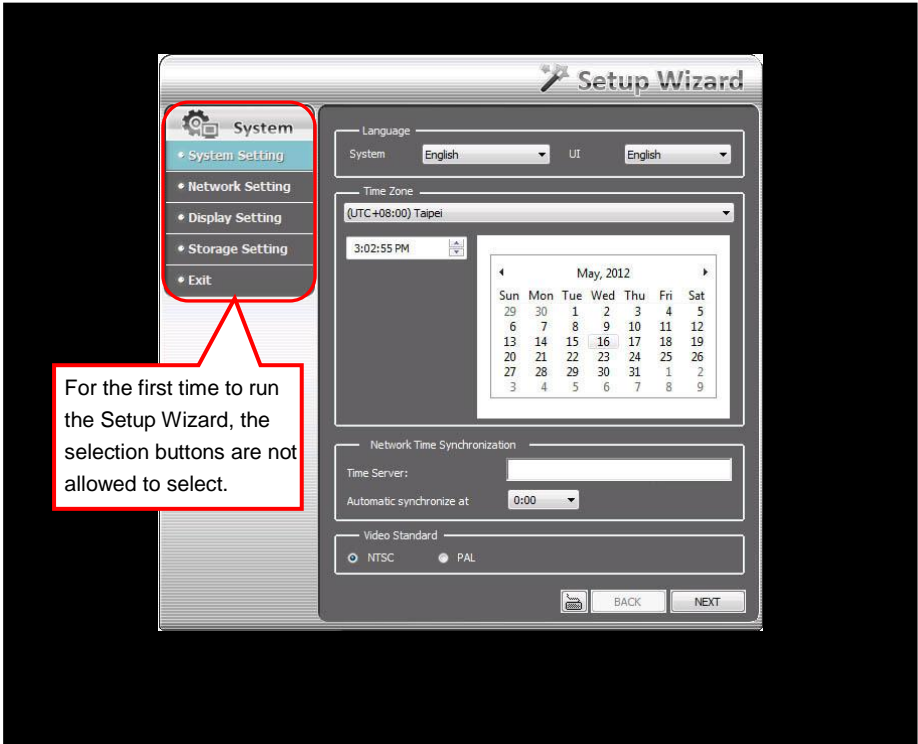 Setup Wizard
System
System Setting
Network Setting
Display Setting
Storage Setting
Exit
For the first time to run
the Setup Wizard, the
selection buttons are not
allowed to select.
Language
System English UI English
Time Zone
(UTC+08:00) Taipei
3:02:55 PM
May, 2012
Sun Mon Tue Wed Thu Fri Sat
29 30 1 2 3 4 5
6 7 8 9 10 11 12
13 14 15 16 17 18 19
20 21 22 23 24 25 26
27 28 29 30 31 1 2
3 4 5 6 7 8 9
Network Time Synchronization
Time Server:
Automatic synchronize at 0:00
Video Standard
NTSC PAL
BACK NEXT